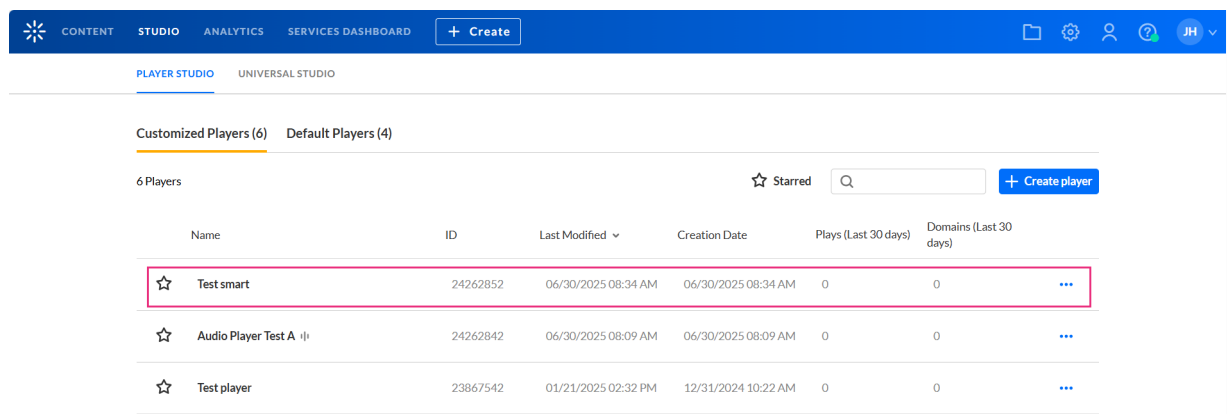 CONTENT STUDIO ANALYTICS SERVICES DASHBOARD + Create JH
PLAYER STUDIO UNIVERSAL STUDIO
Customized Players (6) Default Players (4)
6 Players Starred + Create player
Name ID Last Modified Creation Date Plays (Last 30 days) Domains (Last 30 days)
Test smart 24262852 06/30/2025 08:34 AM 06/30/2025 08:34 AM 0 0
Audio Player Test A 24262842 06/30/2025 08:09 AM 06/30/2025 08:09 AM 0 0
Test player 23867542 01/21/2025 02:32 PM 12/31/2024 10:22 AM 0 0